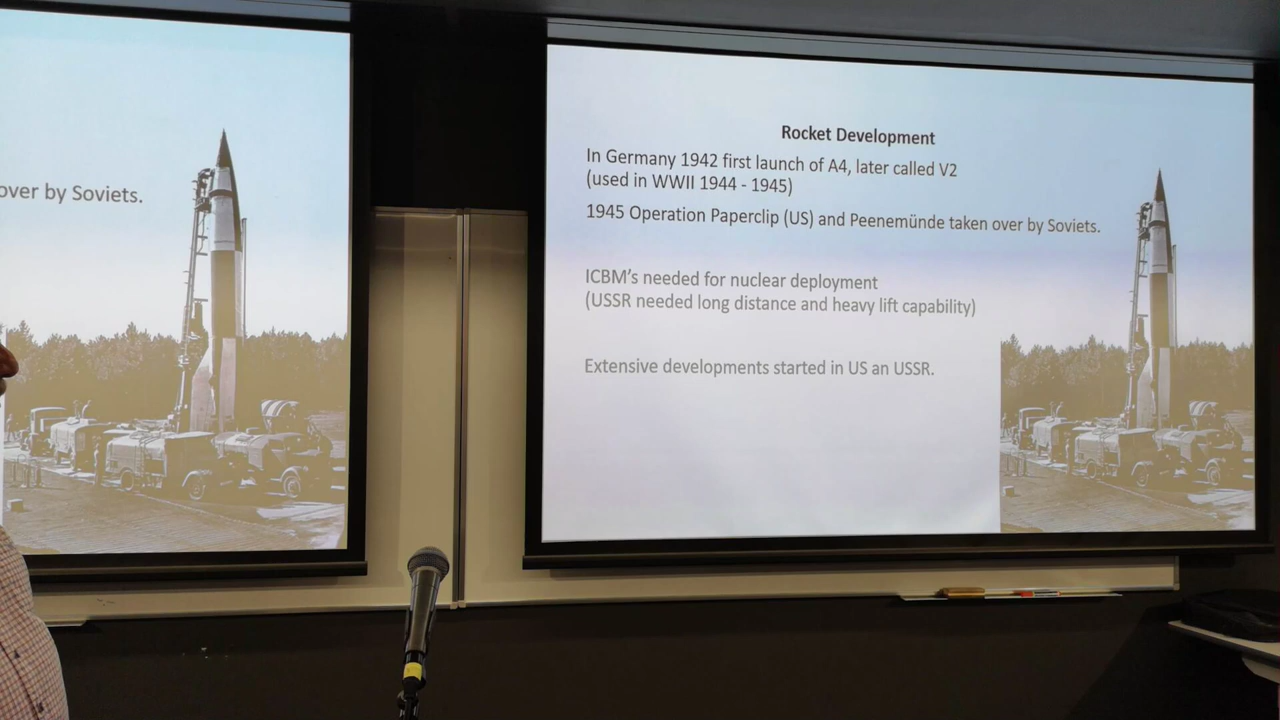 over by Soviets.
Rocket Development
In Germany 1942 first launch of A4, later called V2
(used in WWII 1944 - 1945)
1945 Operation Paperclip (US) and Peenemünde taken over by Soviets.
ICBM's needed for nuclear deployment
(USSR needed long distance and heavy lift capability)
Extensive developments started in US an USSR.